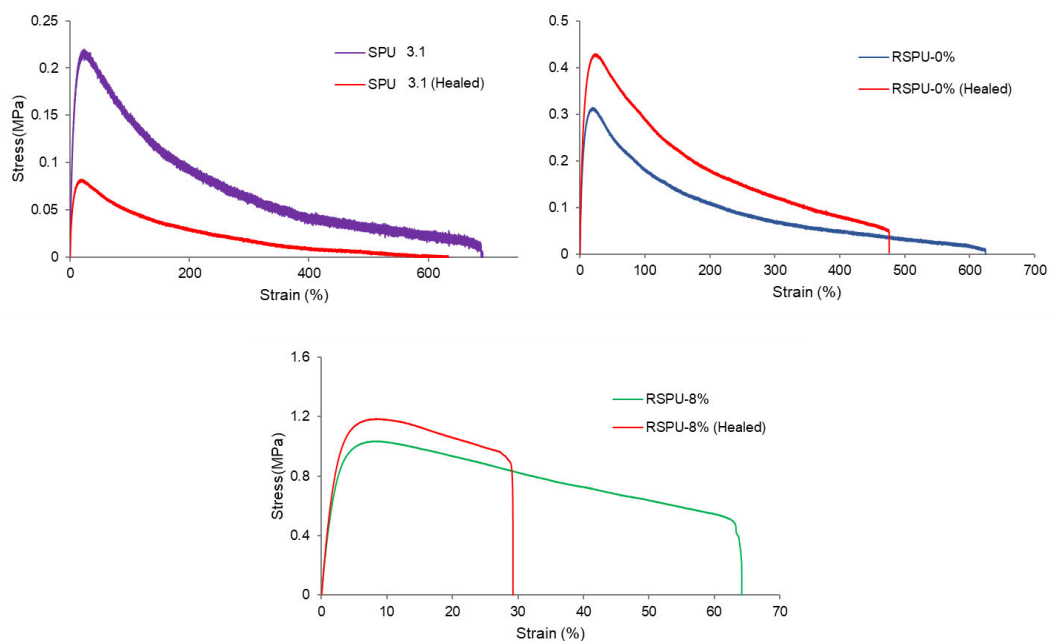 0.25
0.2
0.15
0.1
0.05
0
Stress(MPa)
0 200 400 600
Strain (%)
SPU 3.1
SPU 3.1 (Healed)
0.5
0.4
0.3
0.2
0.1
0
Stress(MPa)
0 100 200 300 400 500 600 700
Strain (%)
RSPU-0%
RSPU-0% (Healed)
1.6
1.2
0.8
0.4
0
Stress(MPa)
0 10 20 30 40 50 60 70
Strain (%)
RSPU-8%
RSPU-8% (Healed)